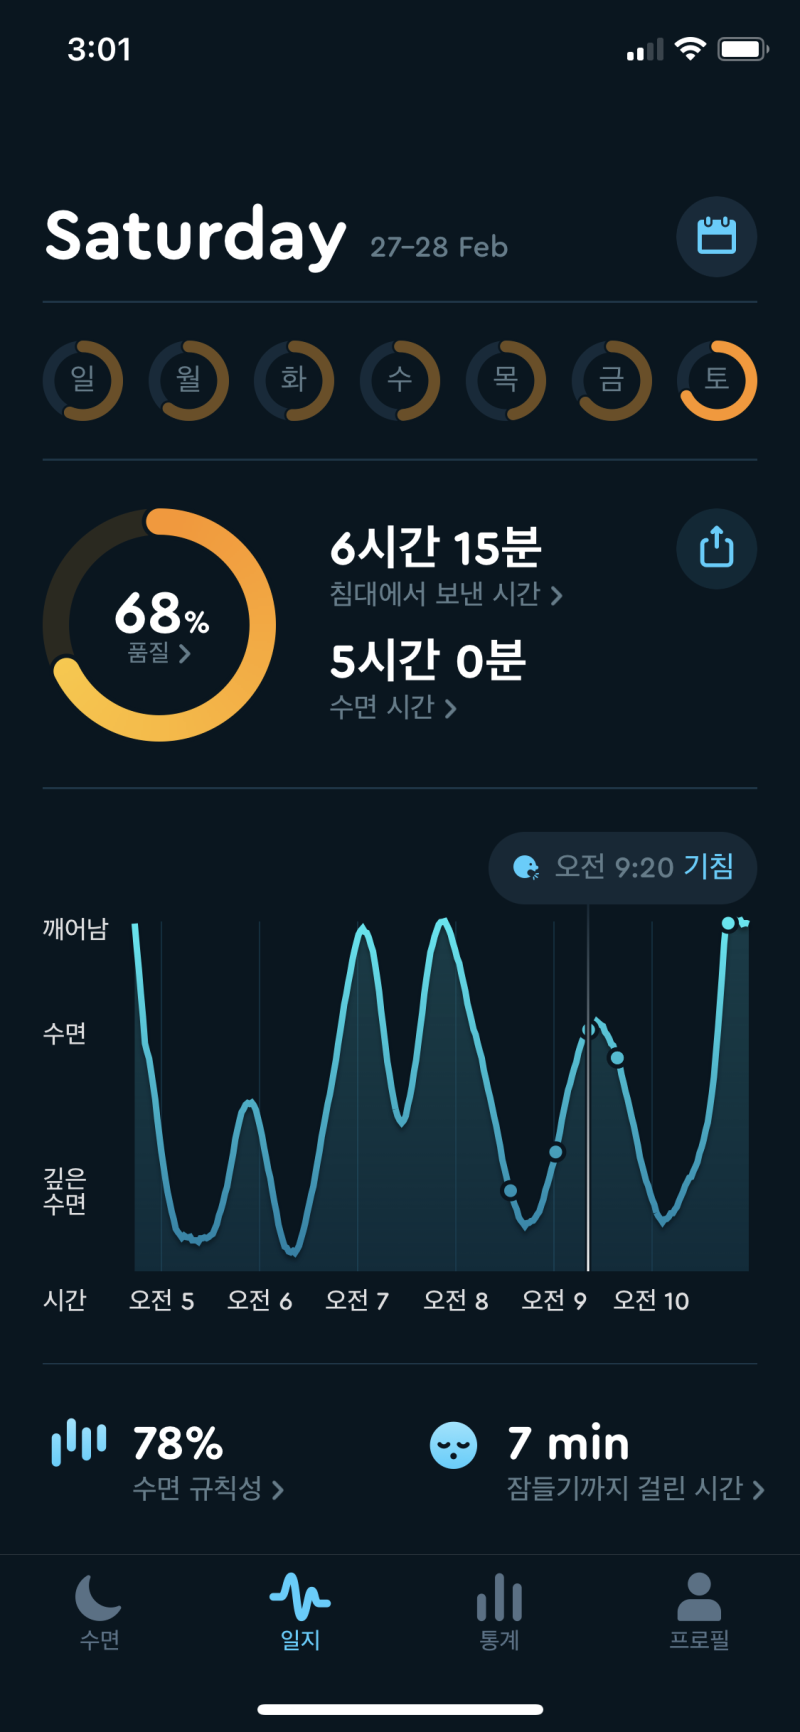 3:01
Saturday 27–28 Feb
일 월 화 수 목 금 토
68%
품질
6시간 15분
침대에서 보낸 시간
5시간 0분
수면 시간
오전 9:20 기침
깨어남
수면
깊은
수면
시간 오전 5 오전 6 오전 7 오전 8 오전 9 오전 10
78%
수면 규칙성
7 min
잠들기까지 걸린 시간
수면 일지 통계 프로필